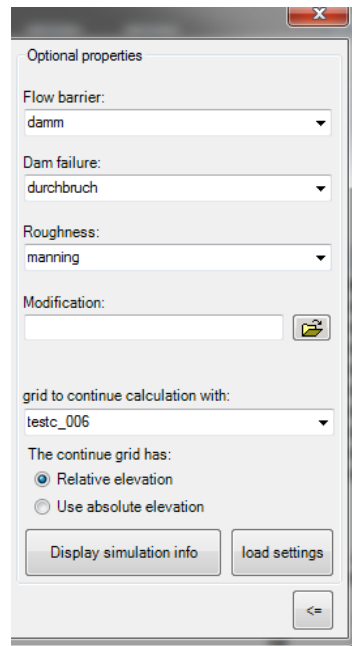 Optional properties
Flow barrier:
damm
Dam failure:
durchbruch
Roughness:
manning
Modification:
grid to continue calculation with:
testc_006
The continue grid has:
Relative elevation
Use absolute elevation
Display simulation info
load settings
<=